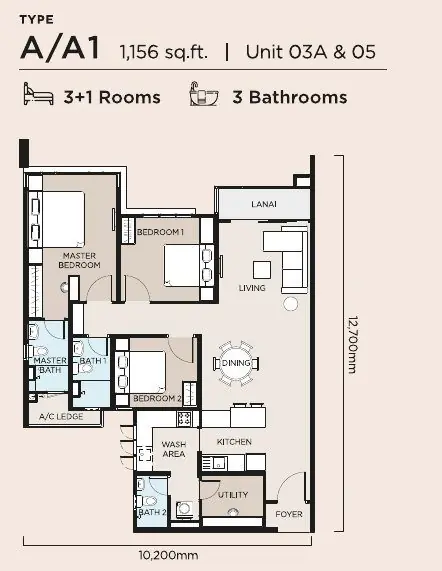 TYPE
A/A1 1,156 sq.ft. | Unit 03A & 05
3+1 Rooms 3 Bathrooms
LANAI
BEDROOM 1
MASTER
BEDROOM
LIVING
12,700mm
MASTER
BATH
BATH 1
DINING
BEDROOM 2
A/C LEDGE
WASH
AREA
KITCHEN
UTILITY
BATH 2
FOYER
10,200mm